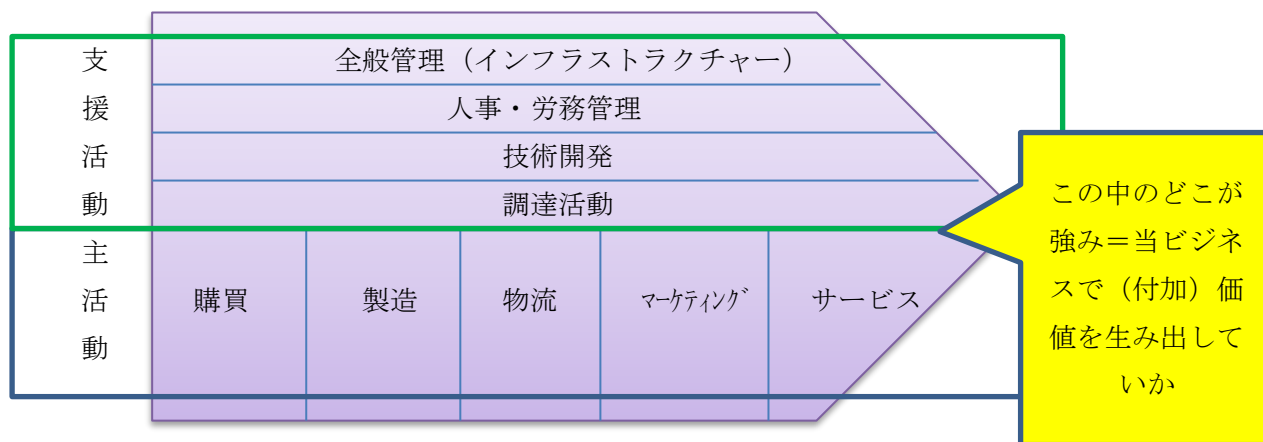 支援活動
全般管理（インフラストラクチャー）
人事・労務管理
技術開発
調達活動
主活動
購買
製造
物流
ﾏｰｹﾃｨﾝｸﾞ
サービス
この中のどこが
強み＝当ビジネ
スで（付加）価
値を生み出して
いか